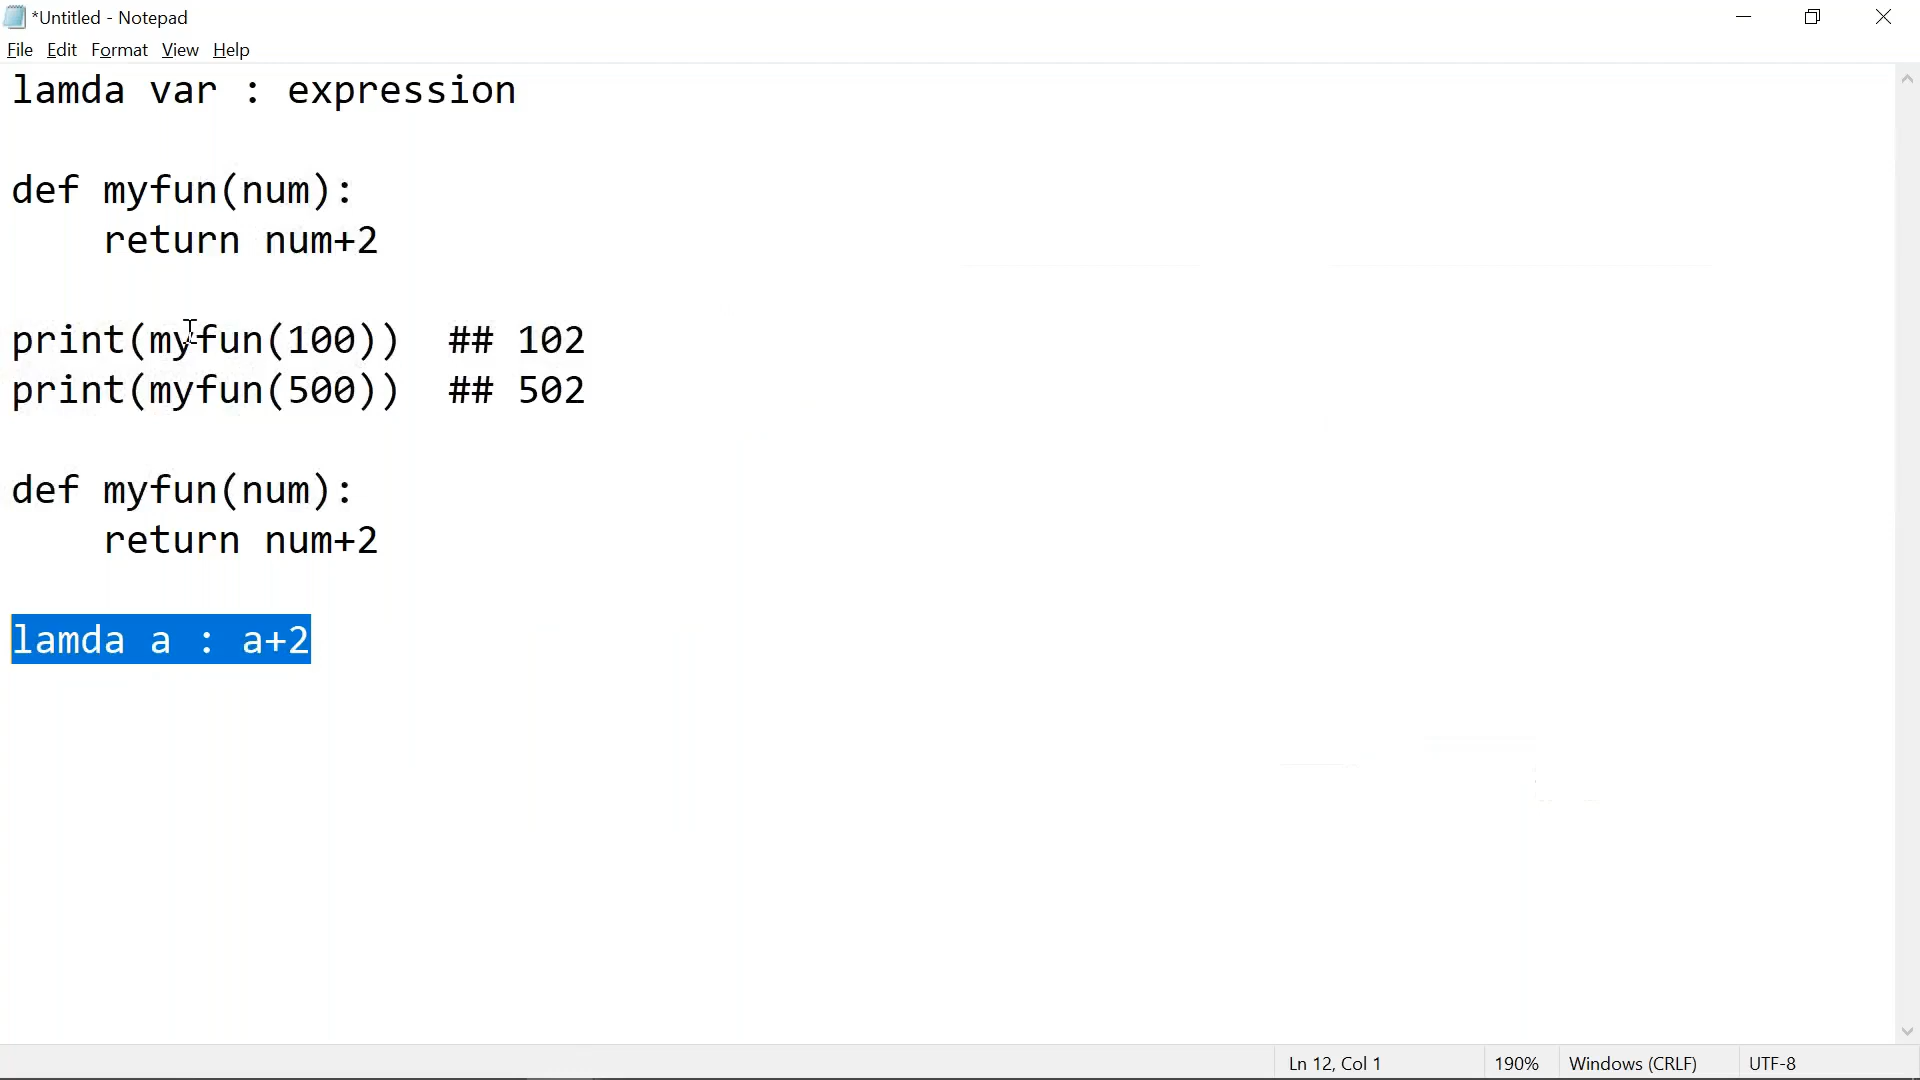 *Untitled - Notepad
File Edit Format View Help
lamda var : expression
def myfun(num):
    return num+2
print(myfun(100))  ## 102
print(myfun(500))  ## 502
def myfun(num):
    return num+2
lamda a : a+2
Ln 12, Col 1 190% Windows (CRLF) UTF-8